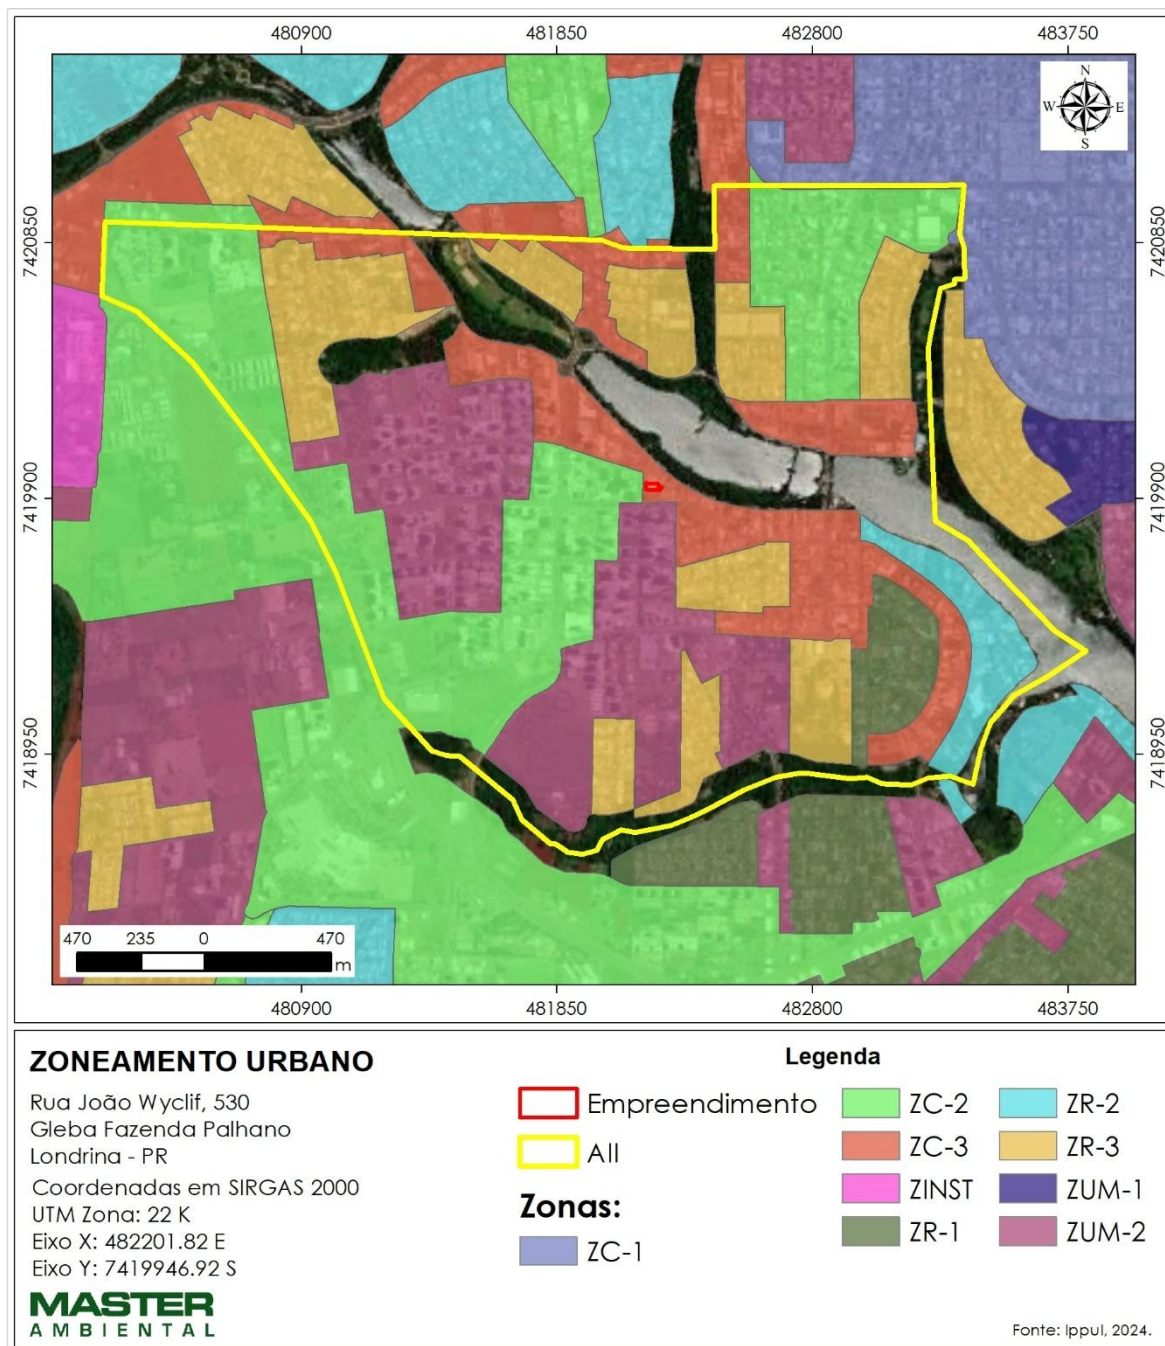 480900 481850 482800 483750
N
W E
S
7420850 7420850
7419900 7419900
7418950 7418950
470 235 0 470
m
480900 481850 482800 483750
ZONEAMENTO URBANO
Rua João Wyclif, 530
Gleba Fazenda Palhano
Londrina - PR
Coordenadas em SIRGAS 2000
UTM Zona: 22 K
Eixo X: 482201.82 E
Eixo Y: 7419946.92 S
MASTER
AMBIENTAL
Legenda
Empreendimento
AII
Zonas:
ZC-1
ZC-2
ZC-3
ZINST
ZR-1
ZR-2
ZR-3
ZUM-1
ZUM-2
Fonte: Ippul, 2024.